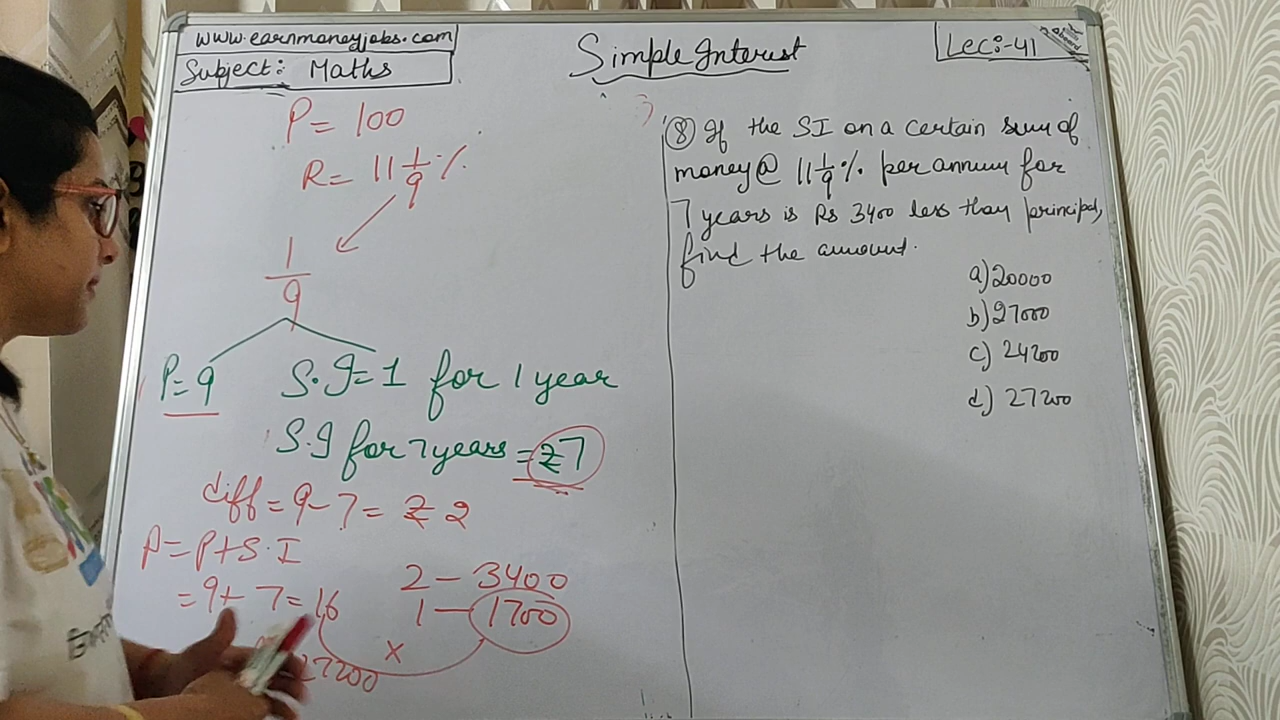 www.earnmoneyjobs.com
Subject:- Maths
Simple Interest
Lec:-41
P= 100
R= 11 1/9 %
1/9
P=9 S.I=1 for 1 year
S.I for 7 years = ₹7
diff = 9-7 = ₹ 2
A= P+S.I
= 9+ 7=16
2 — 3400
1 — 1700
×
=27200
⑧ If the SI on a certain sum of
money @ 11 1/9 % per annum for
7 years is Rs 3400 less than principal,
find the amount.
a) 20000
b) 27000
c) 24200
d) 27200